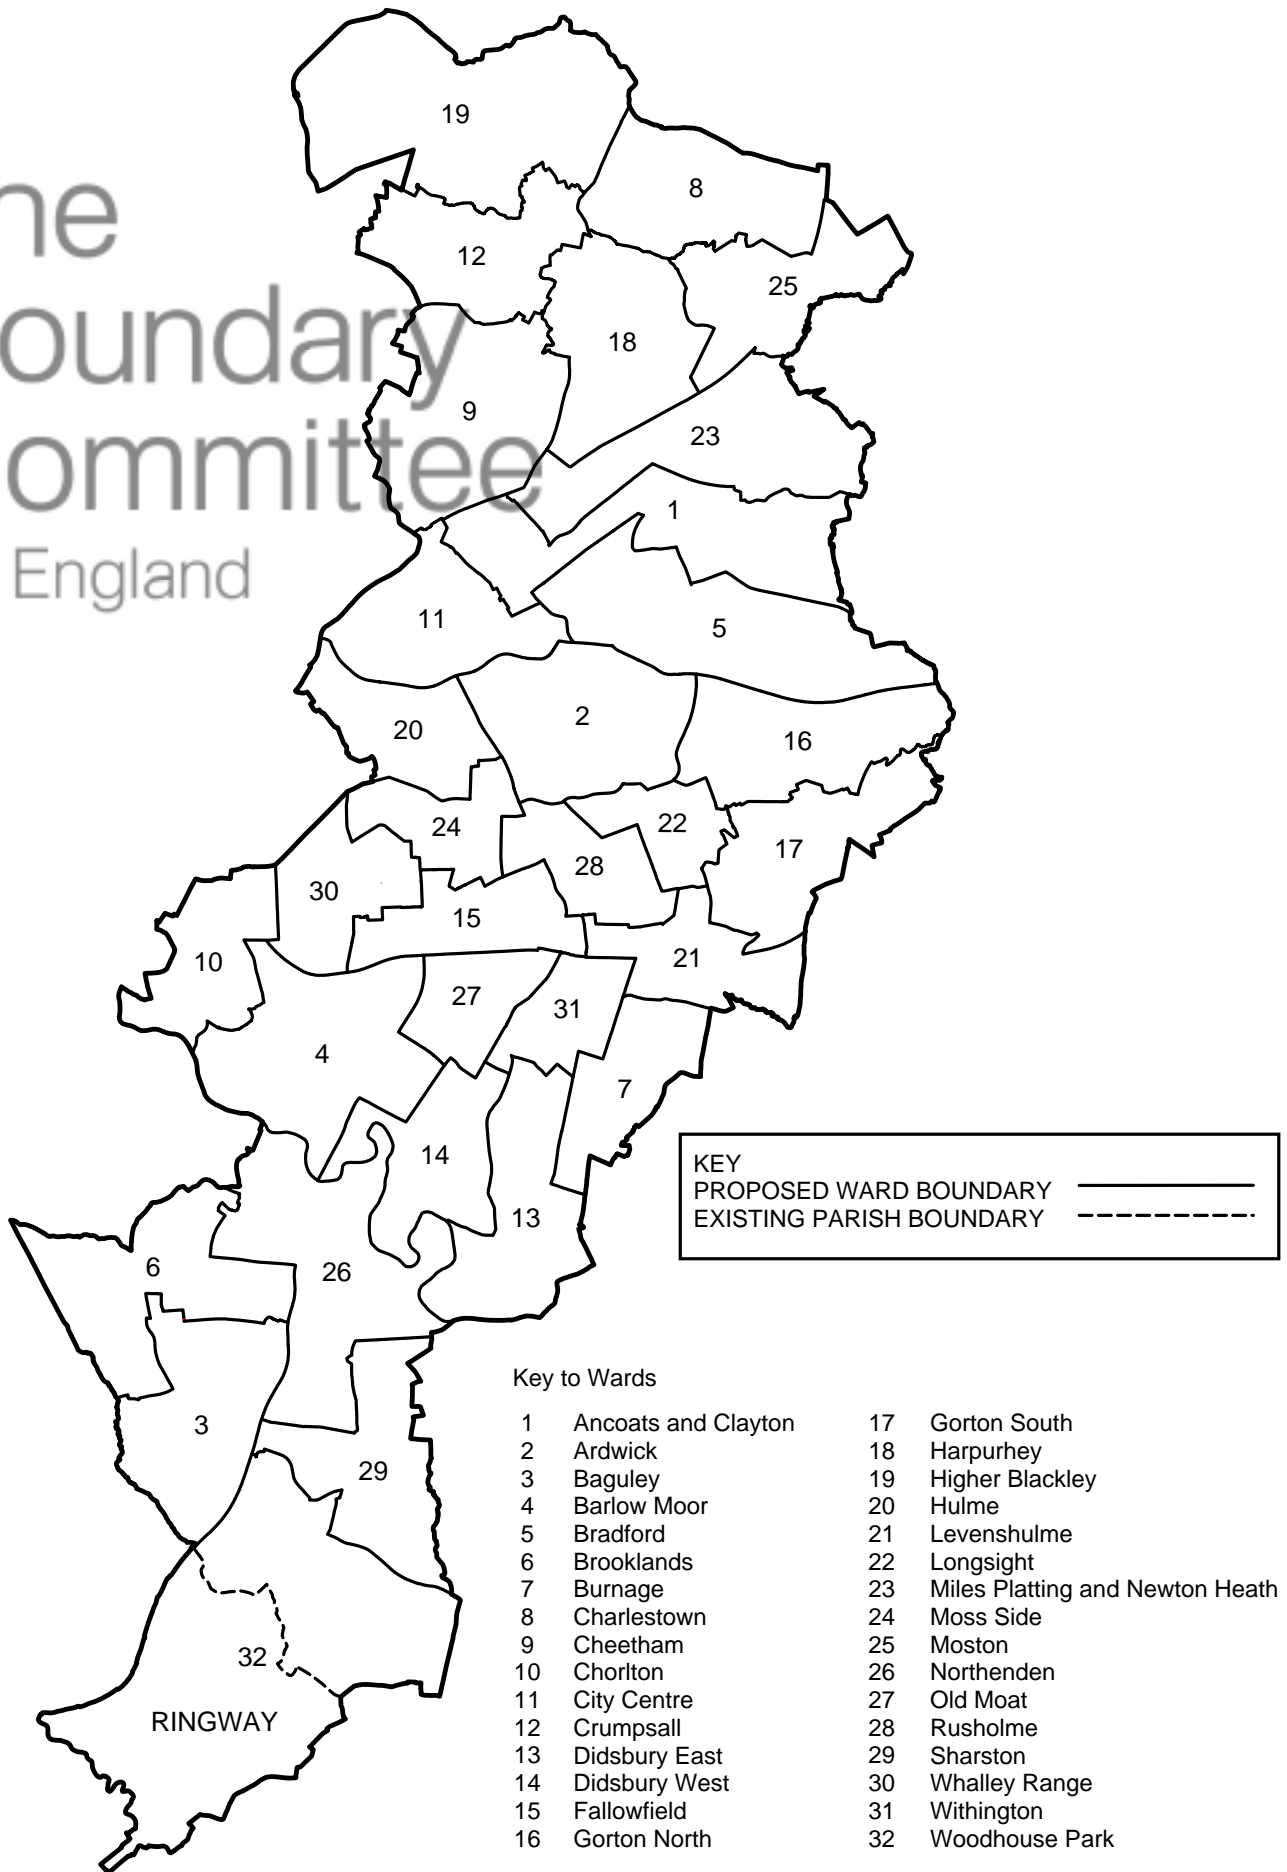 19
8
he
12
25
oundary
18
9
23
ommittee
1
England
11
5
2
20
16
24
22
17
28
30
15
10
21
27
31
4
7
14
13
KEY
PROPOSED WARD BOUNDARY
EXISTING PARISH BOUNDARY
6
26
3
29
32
RINGWAY
Key to Wards
1 Ancoats and Clayton
2 Ardwick
3 Baguley
4 Barlow Moor
5 Bradford
6 Brooklands
7 Burnage
8 Charlestown
9 Cheetham
10 Chorlton
11 City Centre
12 Crumpsall
13 Didsbury East
14 Didsbury West
15 Fallowfield
16 Gorton North
17 Gorton South
18 Harpurhey
19 Higher Blackley
20 Hulme
21 Levenshulme
22 Longsight
23 Miles Platting and Newton Heath
24 Moss Side
25 Moston
26 Northenden
27 Old Moat
28 Rusholme
29 Sharston
30 Whalley Range
31 Withington
32 Woodhouse Park